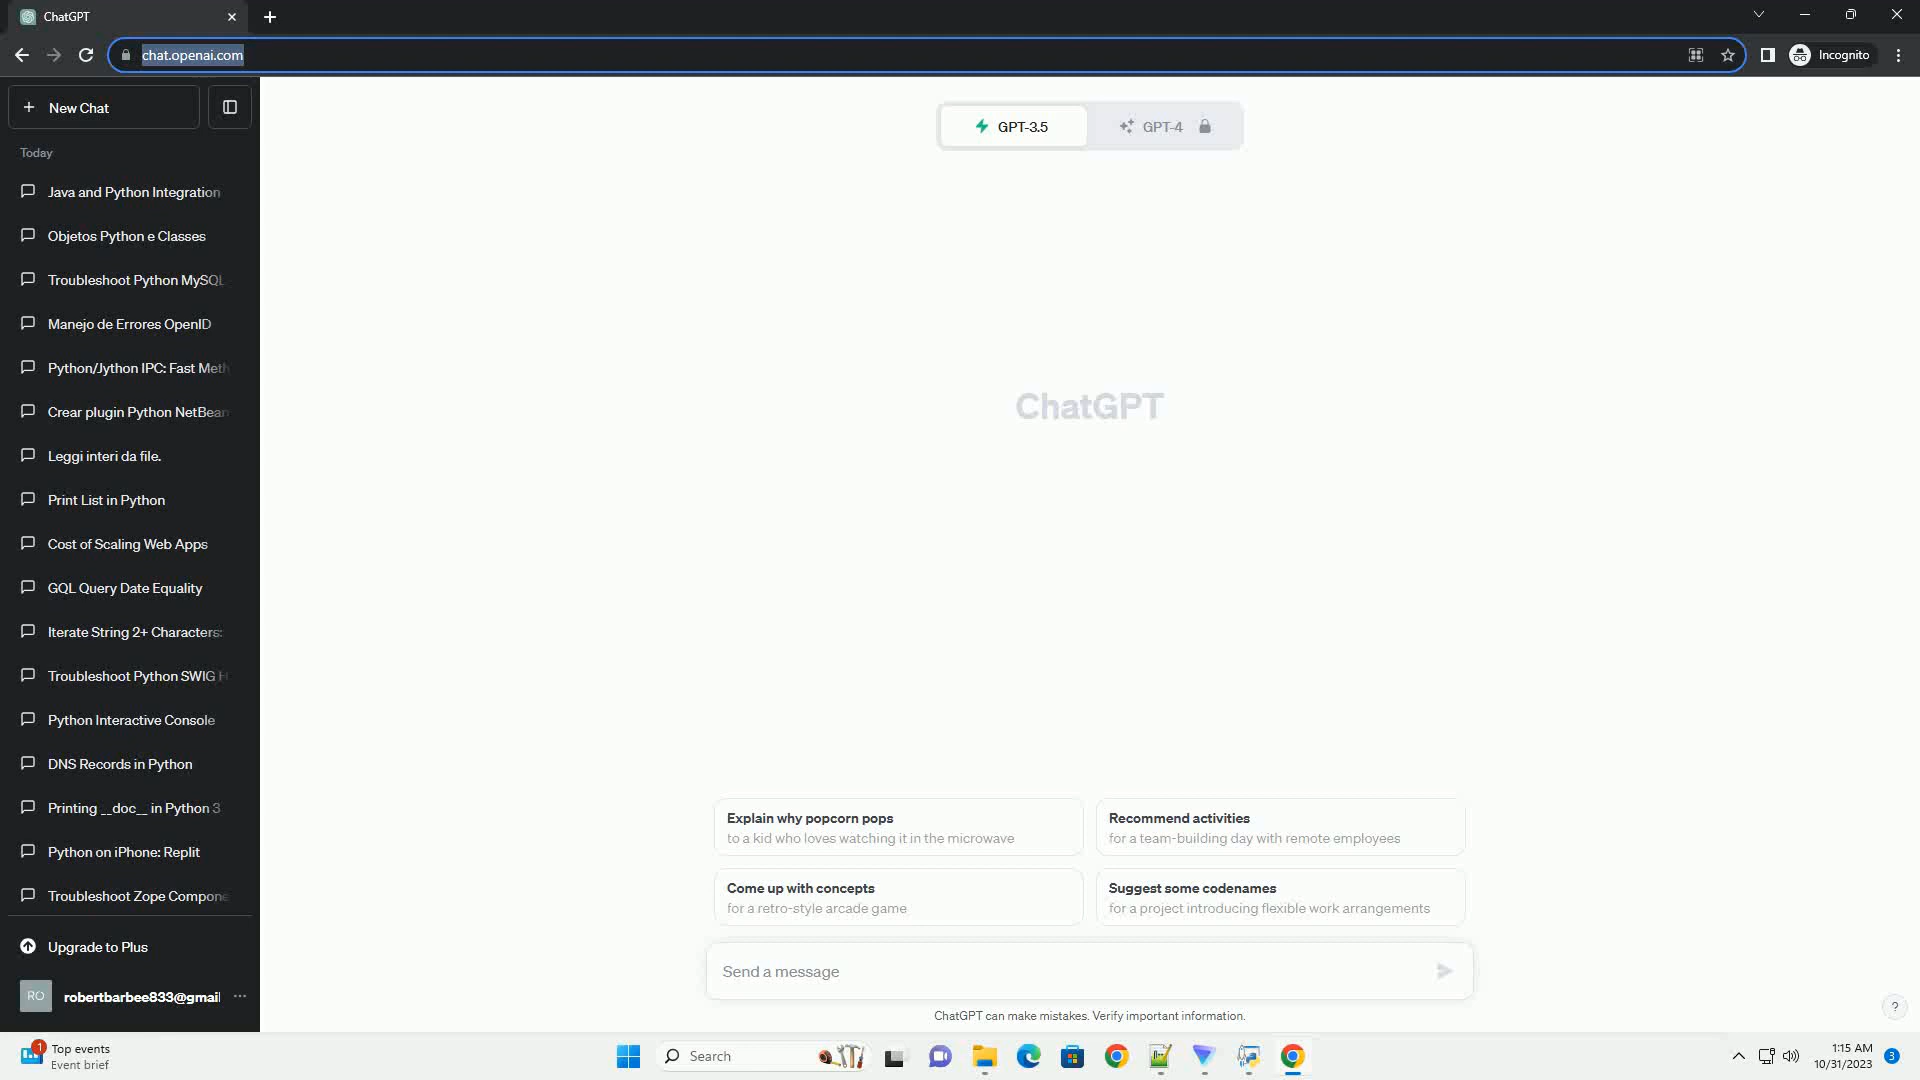 ChatGPT
chat.openai.com
Incognito
New Chat
GPT-3.5
GPT-4
Today
Java and Python Integration
Objetos Python e Classes
Troubleshoot Python MySQL
Manejo de Errores OpenID
Python/Jython IPC: Fast Meth
Crear plugin Python NetBean
Leggi interi da file.
Print List in Python
Cost of Scaling Web Apps
GQL Query Date Equality
Iterate String 2+ Characters:
Troubleshoot Python SWIG H
Python Interactive Console
DNS Records in Python
Printing __doc__ in Python 3
Python on iPhone: Replit
Troubleshoot Zope Compone
Upgrade to Plus
RO
robertbarbee833@gmail
ChatGPT
Explain why popcorn pops
to a kid who loves watching it in the microwave
Recommend activities
for a team-building day with remote employees
Come up with concepts
for a retro-style arcade game
Suggest some codenames
for a project introducing flexible work arrangements
Send a message
ChatGPT can make mistakes. Verify important information.
?
1
Top events
Event brief
Search
1:15 AM
10/31/2023
3